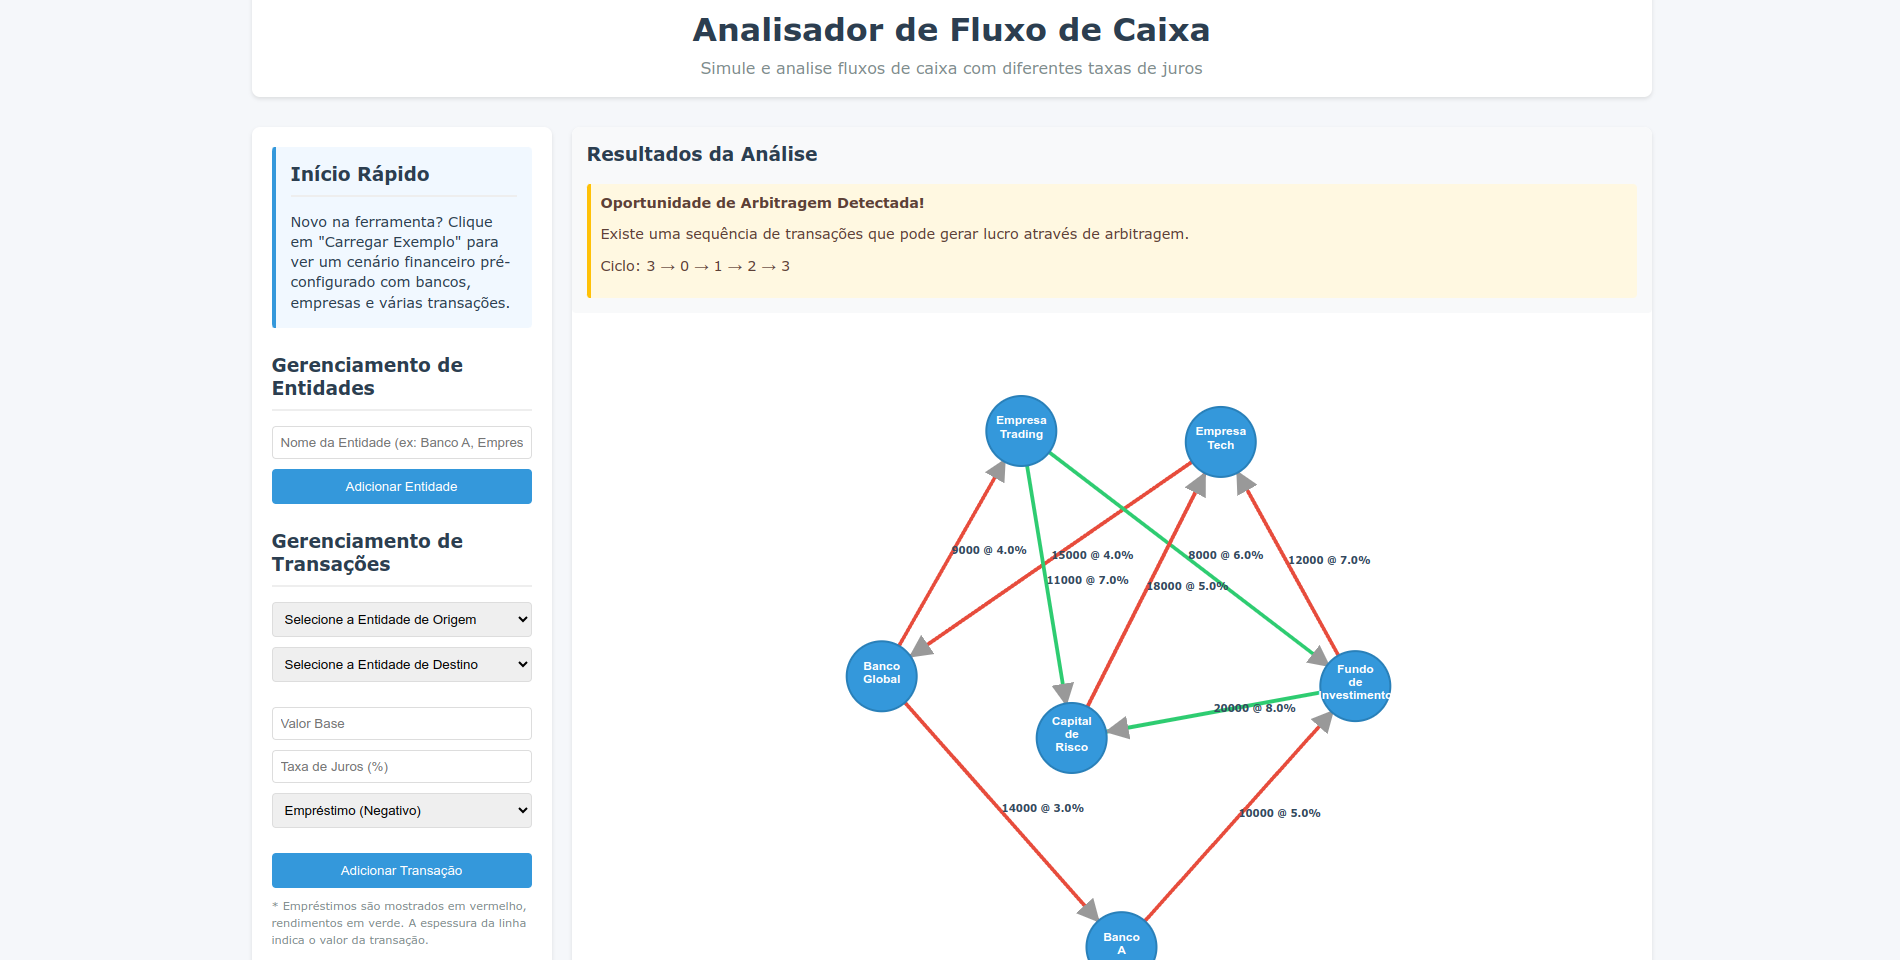 Analisador de Fluxo de Caixa
Simule e analise fluxos de caixa com diferentes taxas de juros
Início Rápido
Novo na ferramenta? Clique
em "Carregar Exemplo" para
ver um cenário financeiro pré-
configurado com bancos,
empresas e várias transações.
Gerenciamento de
Entidades
Nome da Entidade (ex: Banco A, Empres
Adicionar Entidade
Gerenciamento de
Transações
Selecione a Entidade de Origem
Selecione a Entidade de Destino
Valor Base
Taxa de Juros (%)
Empréstimo (Negativo)
Adicionar Transação
* Empréstimos são mostrados em vermelho,
rendimentos em verde. A espessura da linha
indica o valor da transação.
Resultados da Análise
Oportunidade de Arbitragem Detectada!
Existe uma sequência de transações que pode gerar lucro através de arbitragem.
Ciclo: 3 → 0 → 1 → 2 → 3
Empresa
Trading
Empresa
Tech
9000 @ 4.0%
15000 @ 4.0%
8000 @ 6.0%
12000 @ 7.0%
11000 @ 7.0%
18000 @ 5.0%
Banco
Global
Fundo
de
Investimento
20000 @ 8.0%
Capital
de
Risco
14000 @ 3.0%
10000 @ 5.0%
Banco
A